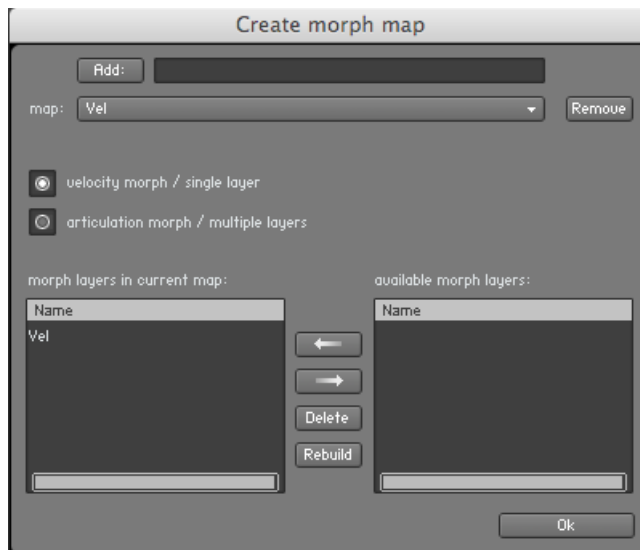 Create morph map
Add:
map: Vel Remove
velocity morph / single layer
articulation morph / multiple layers
morph layers in current map:
Name
Vel
Delete
Rebuild
available morph layers:
Name
Ok